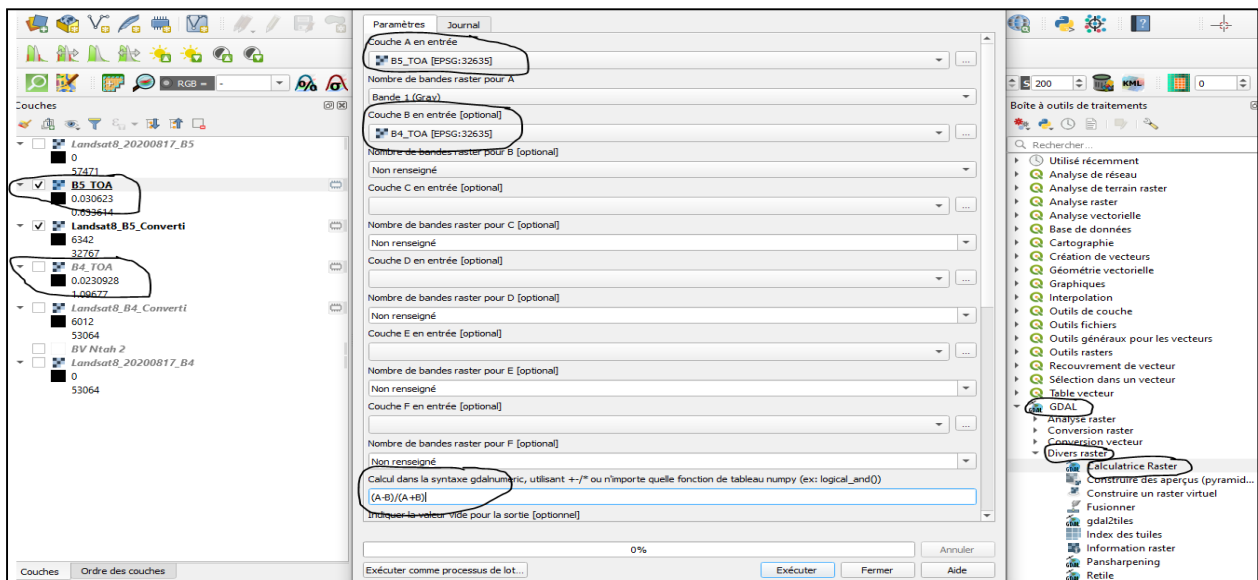 RGB
-
Couches
Landsat8_20200817_B5
0
57471
B5_TOA
0.030623
0.693614
Landsat8_B5_Converti
6342
32767
B4_TOA
0.0230928
1.09677
Landsat8_B4_Converti
6012
53064
BV Ntah 2
Landsat8_20200817_B4
0
53064
Couches
Ordre des couches
Paramètres
Journal
Couche A en entrée
B5_TOA [EPSG:32635]
...
Nombre de bandes raster pour A
Bande 1 (Gray)
Couche B en entrée [optional]
B4_TOA [EPSG:32635]
...
Nombre de bandes raster pour B [optional]
Non renseigné
Couche C en entrée [optional]
...
Nombre de bandes raster pour C [optional]
Non renseigné
Couche D en entrée [optional]
...
Nombre de bandes raster pour D [optional]
Non renseigné
Couche E en entrée [optional]
...
Nombre de bandes raster pour E [optional]
Non renseigné
Couche F en entrée [optional]
...
Nombre de bandes raster pour F [optional]
Non renseigné
Calcul dans la syntaxe gdalnumeric, utilisant +-/* ou n'importe quelle fonction de tableau numpy (ex: logical_and())
(A-B)/(A+B)
Indiquer la valeur vide pour la sortie [optionnel]
0%
Annuler
Exécuter comme processus de lot...
Exécuter
Fermer
Aide
S 200
KML
0
Boîte à outils de traitements
Rechercher...
Utilisé récemment
Analyse de réseau
Analyse de terrain raster
Analyse raster
Analyse vectorielle
Base de données
Cartographie
Création de vecteurs
Géométrie vectorielle
Graphiques
Interpolation
Outils de couche
Outils fichiers
Outils généraux pour les vecteurs
Outils rasters
Recouvrement de vecteur
Sélection dans un vecteur
Table vecteur
GDAL
Analyse raster
Conversion raster
Conversion vecteur
Divers raster
Calculatrice Raster
Construire des aperçus (pyramid...
Construire un raster virtuel
Fusionner
gdal2tiles
Index des tuiles
Information raster
Pansharpening
Retile